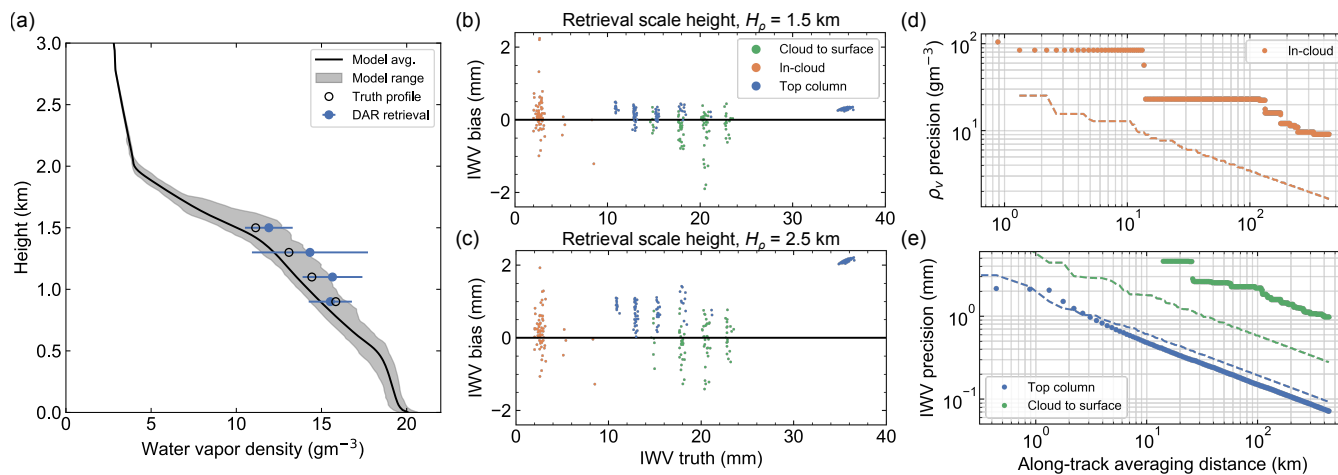 (a)
3.0
2.5
2.0
1.5
1.0
0.5
0.0
Height (km)
Model avg.
Model range
Truth profile
DAR retrieval
0
5
10
15
20
Water vapor density (gm⁻³)
(b)
Retrieval scale height, Hρ = 1.5 km
2
0
−2
IWV bias (mm)
Cloud to surface
In-cloud
Top column
0
10
20
30
40
(c)
Retrieval scale height, Hρ = 2.5 km
2
0
−2
IWV bias (mm)
0
10
20
30
40
IWV truth (mm)
(d)
10²
10¹
ρv precision (gm⁻³)
In-cloud
10⁰
10¹
10²
(e)
10⁰
10⁻¹
IWV precision (mm)
Top column
Cloud to surface
10⁰
10¹
10²
Along-track averaging distance (km)